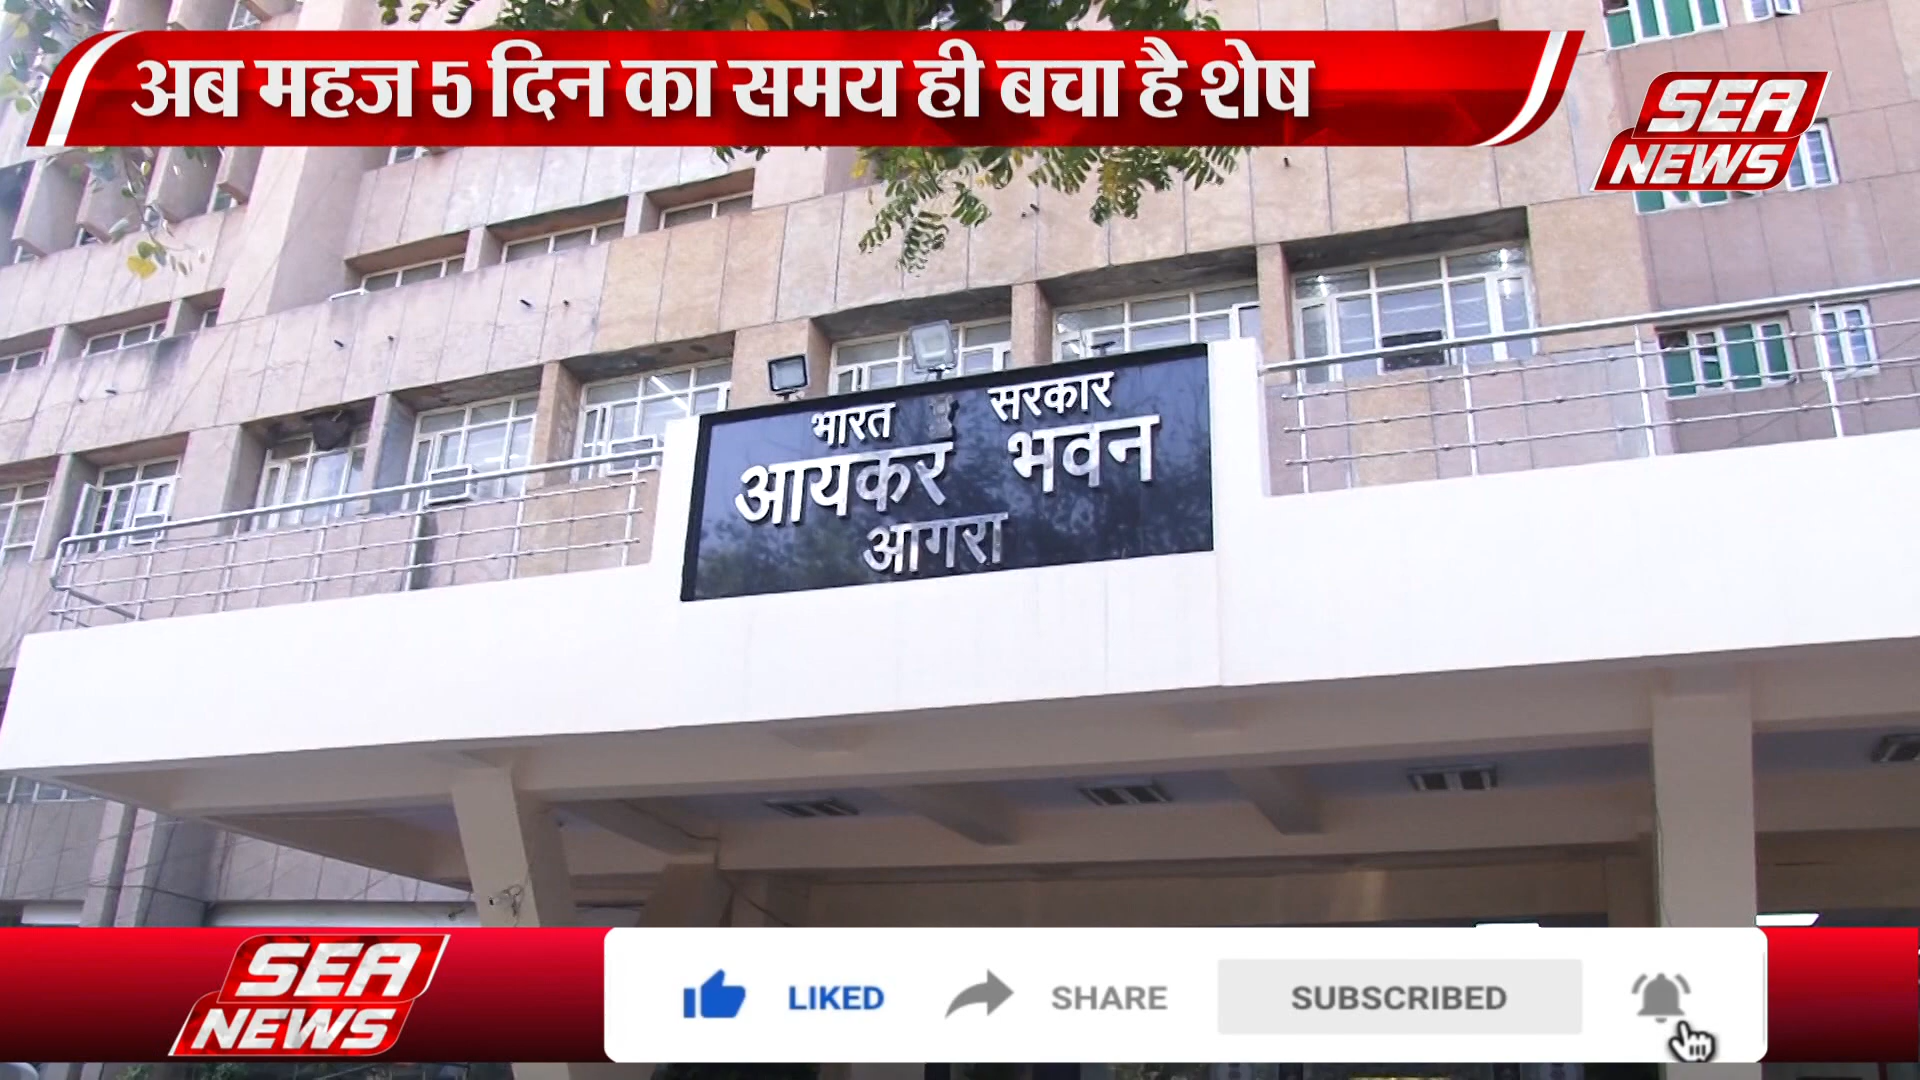 अब महज 5 दिन का समय ही बचा है शेष
SEA
NEWS
भारत सरकार
आयकर भवन
आगरा
SEA
NEWS
LIKED SHARE SUBSCRIBED